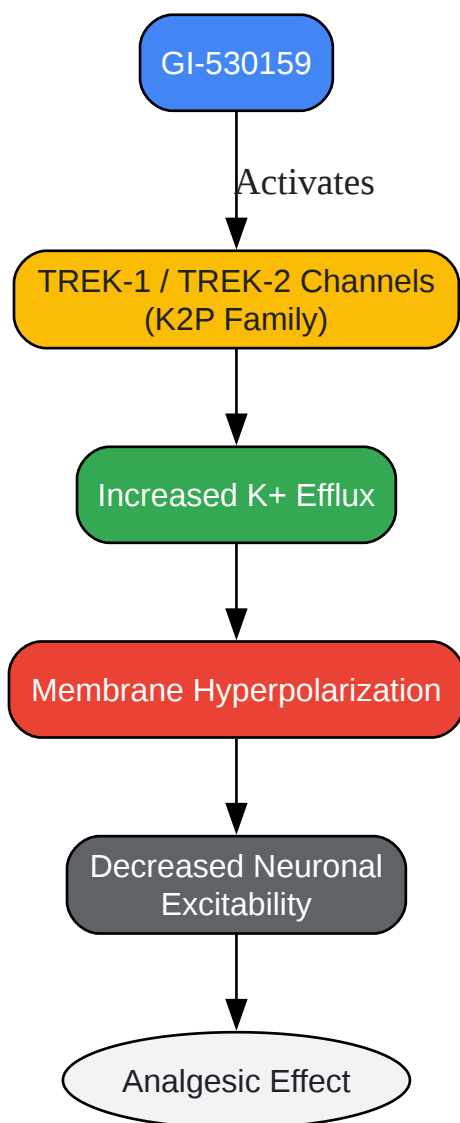 GI-530159
Activates
TREK-1 / TREK-2 Channels
(K2P Family)
Increased K+ Efflux
Membrane Hyperpolarization
Decreased Neuronal
Excitability
Analgesic Effect